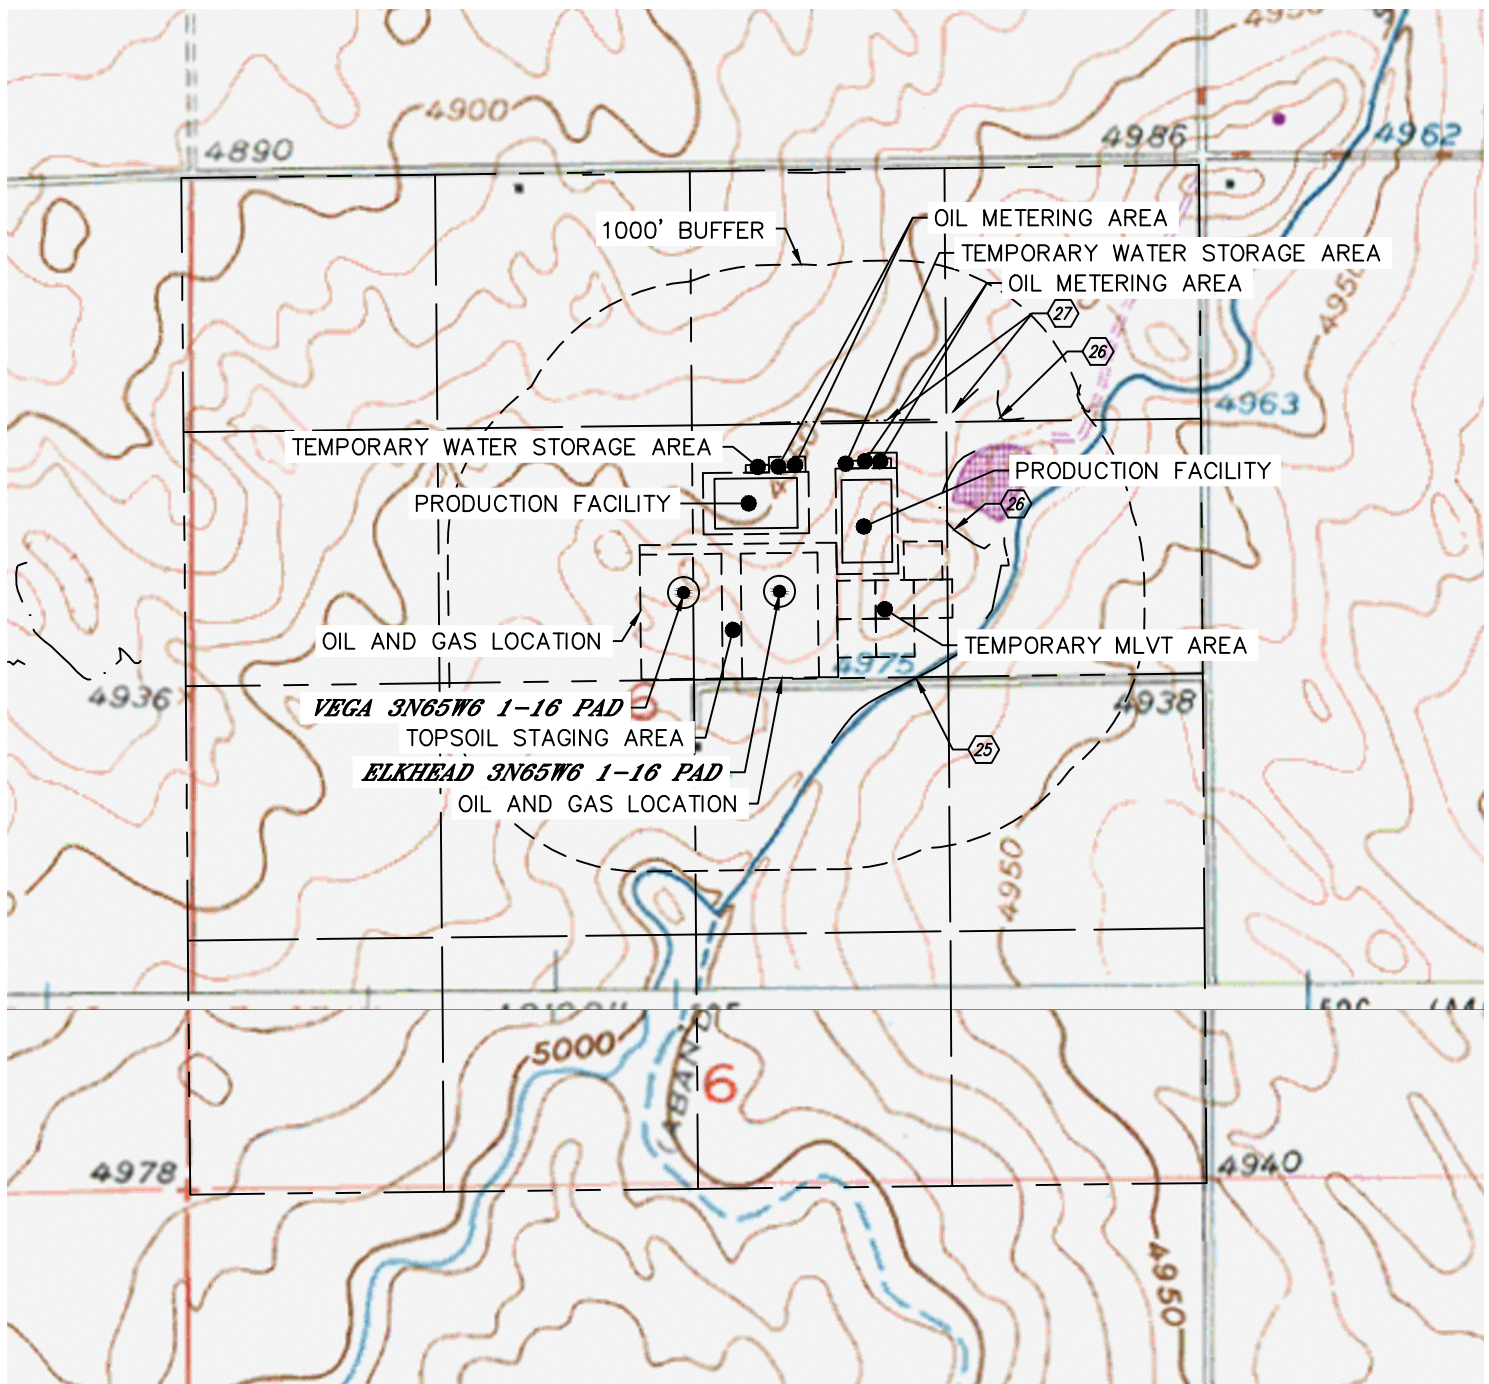 4950
4900
4890
4986
4962
1000' BUFFER
OIL METERING AREA
TEMPORARY WATER STORAGE AREA
OIL METERING AREA
4950
27
26
4963
TEMPORARY WATER STORAGE AREA
PRODUCTION FACILITY
PRODUCTION FACILITY
26
OIL AND GAS LOCATION
TEMPORARY MLVT AREA
4975
4936
4938
VEGA 3N65W6 1-16 PAD
TOPSOIL STAGING AREA
25
ELKHEAD 3N65W6 1-16 PAD
OIL AND GAS LOCATION
4950
5000
6
4978
4940
4950